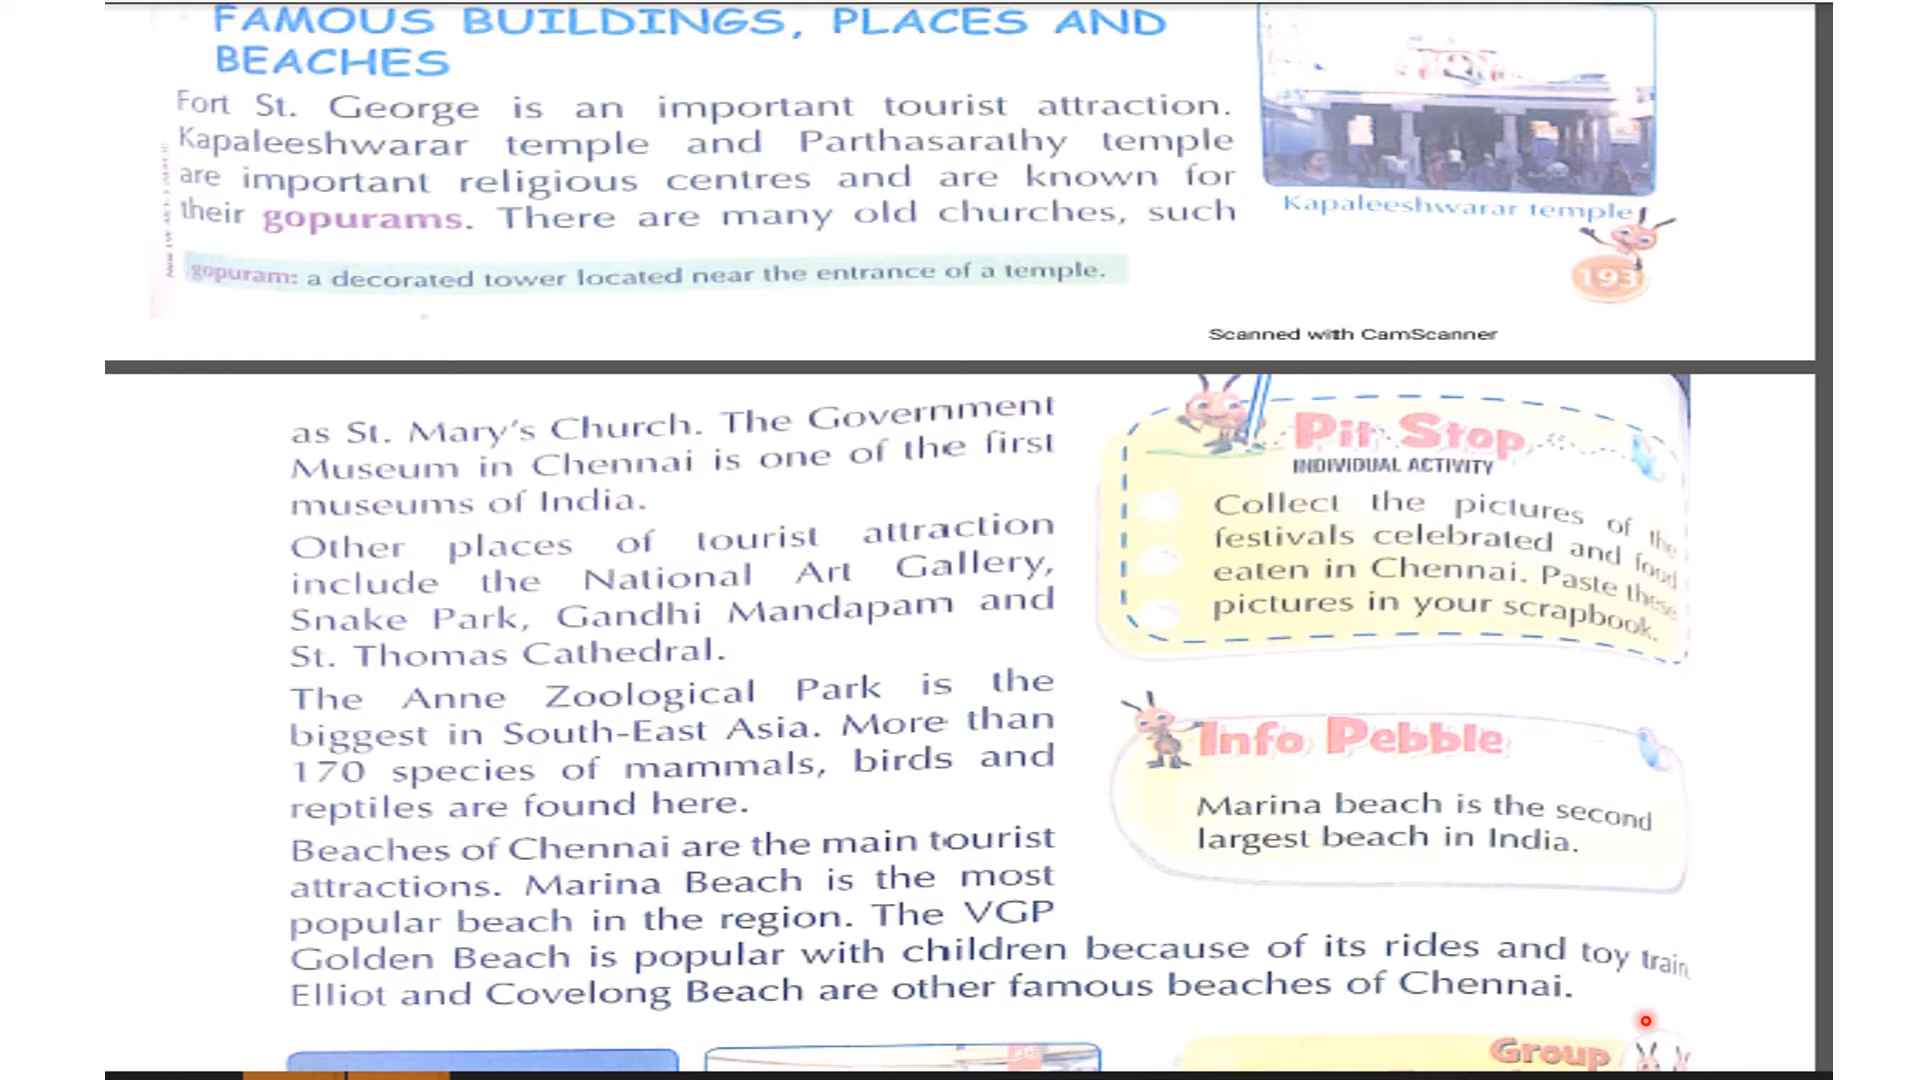 FAMOUS BUILDINGS, PLACES AND
BEACHES
Fort St. George is an important tourist attraction.
Kapaleeshwarar temple and Parthasarathy temple
are important religious centres and are known for
their gopurams. There are many old churches, such
gopuram: a decorated tower located near the entrance of a temple.
Kapaleeshwarar temple
193
Scanned with CamScanner
as St. Mary's Church. The Government
Museum in Chennai is one of the first
museums of India.
Other places of tourist attraction
include the National Art Gallery,
Snake Park, Gandhi Mandapam and
St. Thomas Cathedral.
The Anne Zoological Park is the
biggest in South-East Asia. More than
170 species of mammals, birds and
reptiles are found here.
Beaches of Chennai are the main tourist
attractions. Marina Beach is the most
popular beach in the region. The VGP
Golden Beach is popular with children because of its rides and toy train
Elliot and Covelong Beach are other famous beaches of Chennai.
Pit Stop
INDIVIDUAL ACTIVITY
Collect the pictures of the
festivals celebrated and food
eaten in Chennai. Paste these
pictures in your scrapbook.
Info Pebble
Marina beach is the second
largest beach in India.
Group